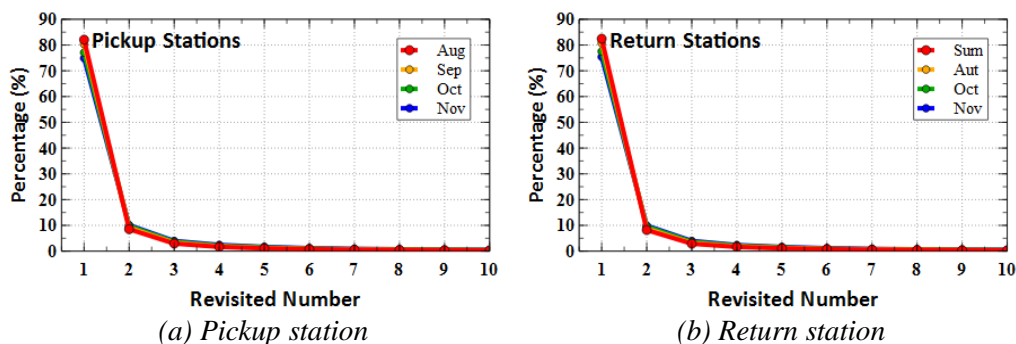 Pickup Stations
Aug
Sep
Oct
Nov
Percentage (%)
90
80
70
60
50
40
30
20
10
0
1 2 3 4 5 6 7 8 9 10
Revisited Number
(a) Pickup station
Return Stations
Sum
Aut
Oct
Nov
Percentage (%)
90
80
70
60
50
40
30
20
10
0
1 2 3 4 5 6 7 8 9 10
Revisited Number
(b) Return station